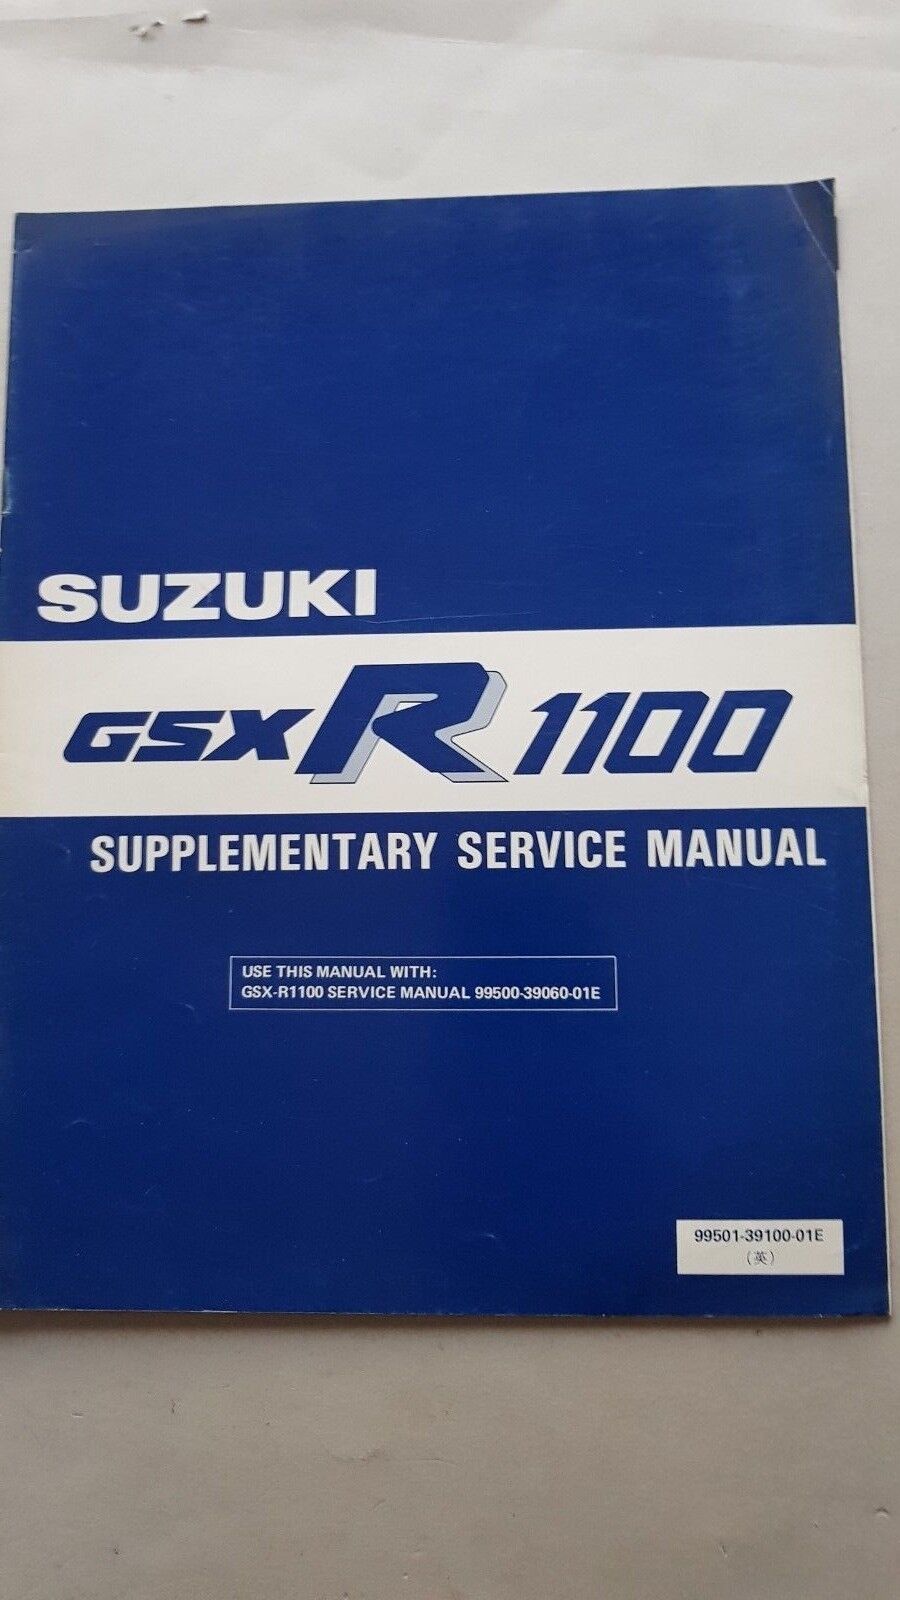 SUZUKI
GSX R 1100
SUPPLEMENTARY SERVICE MANUAL
USE THIS MANUAL WITH:
GSX-R1100 SERVICE MANUAL 99500-39060-01E
99501-39100-01E
(英)